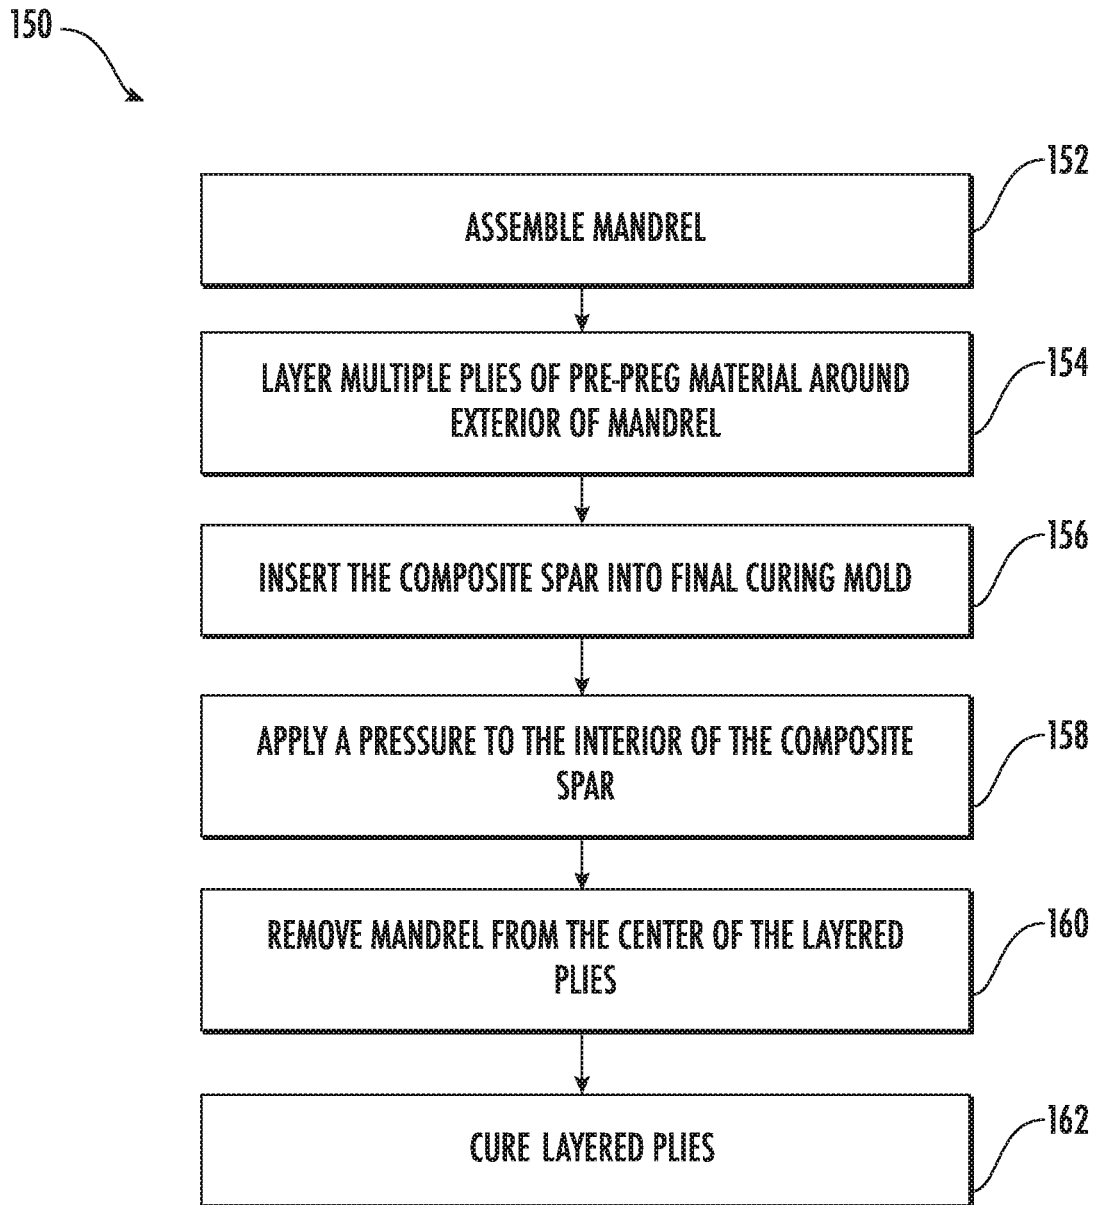 150
152
ASSEMBLE MANDREL
154
LAYER MULTIPLE PLIES OF PRE-PREG MATERIAL AROUND
EXTERIOR OF MANDREL
156
INSERT THE COMPOSITE SPAR INTO FINAL CURING MOLD
158
APPLY A PRESSURE TO THE INTERIOR OF THE COMPOSITE
SPAR
160
REMOVE MANDREL FROM THE CENTER OF THE LAYERED
PLIES
162
CURE LAYERED PLIES